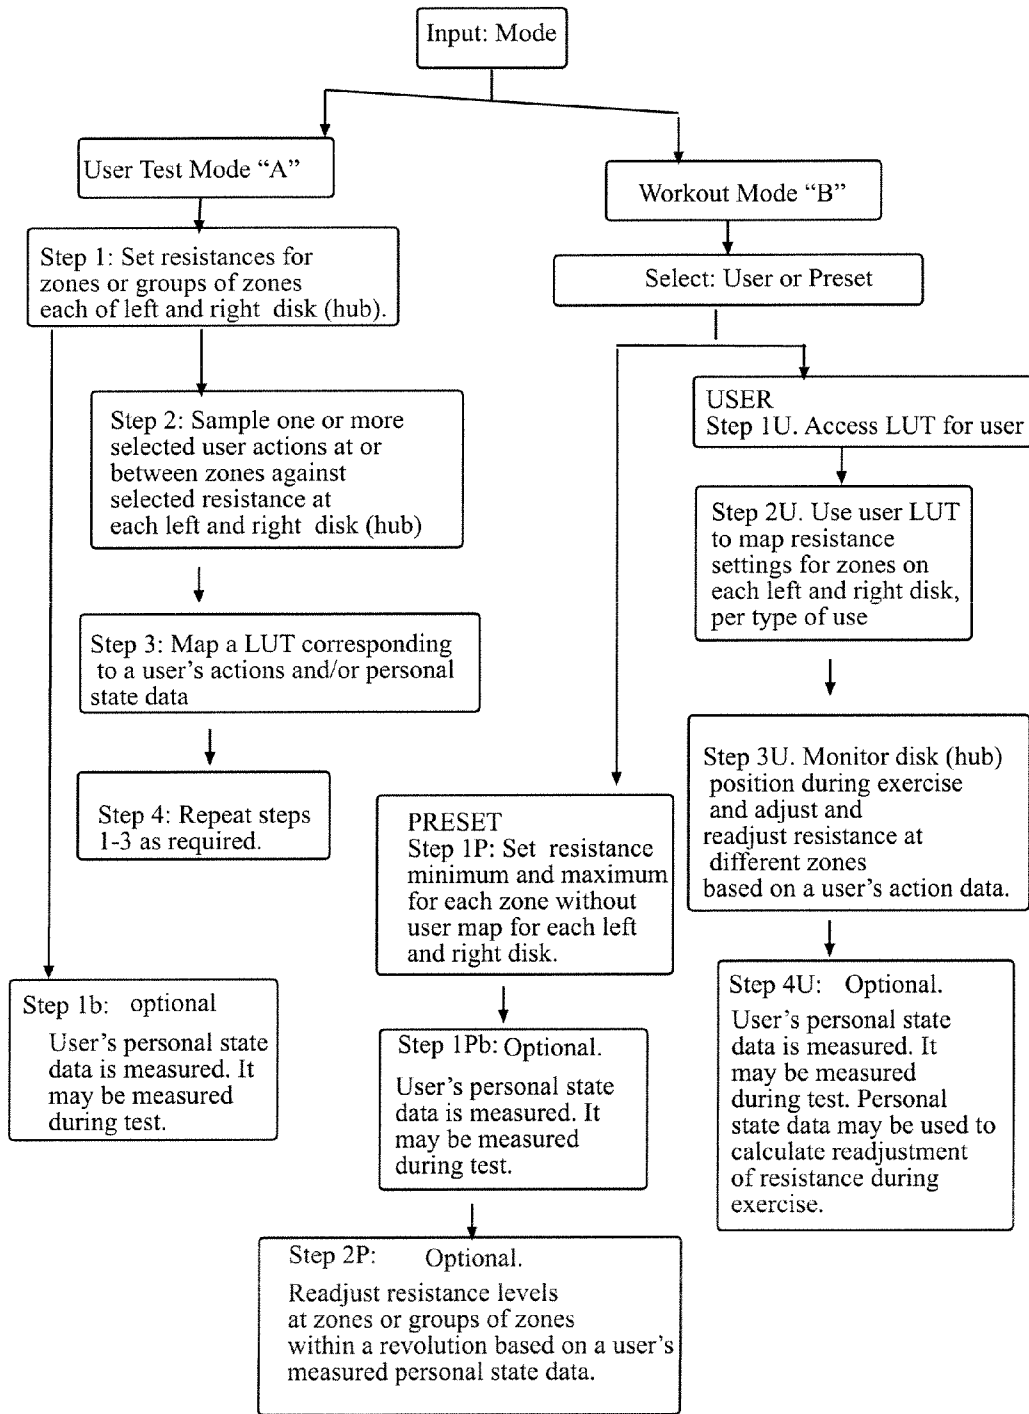 Input: Mode
User Test Mode “A”
Workout Mode “B”
Step 1: Set resistances for
zones or groups of zones
each of left and right disk (hub).
Select: User or Preset
Step 2: Sample one or more
selected user actions at or
between zones against
selected resistance at
each left and right disk (hub)
USER
Step 1U. Access LUT for user
Step 2U. Use user LUT
to map resistance
settings for zones on
each left and right disk,
per type of use
Step 3: Map a LUT corresponding
to a user’s actions and/or personal
state data
Step 3U. Monitor disk (hub)
position during exercise
and adjust and
readjust resistance at
different zones
based on a user’s action data.
Step 4: Repeat steps
1-3 as required.
PRESET
Step 1P: Set resistance
minimum and maximum
for each zone without
user map for each left
and right disk.
Step 1b: optional
User’s personal state
data is measured. It
may be measured
during test.
Step 4U: Optional.
User’s personal state
data is measured. It
may be measured
during test. Personal
state data may be used to
calculate readjustment
of resistance during
exercise.
Step 1Pb: Optional.
User’s personal state
data is measured. It
may be measured
during test.
Step 2P: Optional.
Readjust resistance levels
at zones or groups of zones
within a revolution based on a user’s
measured personal state data.